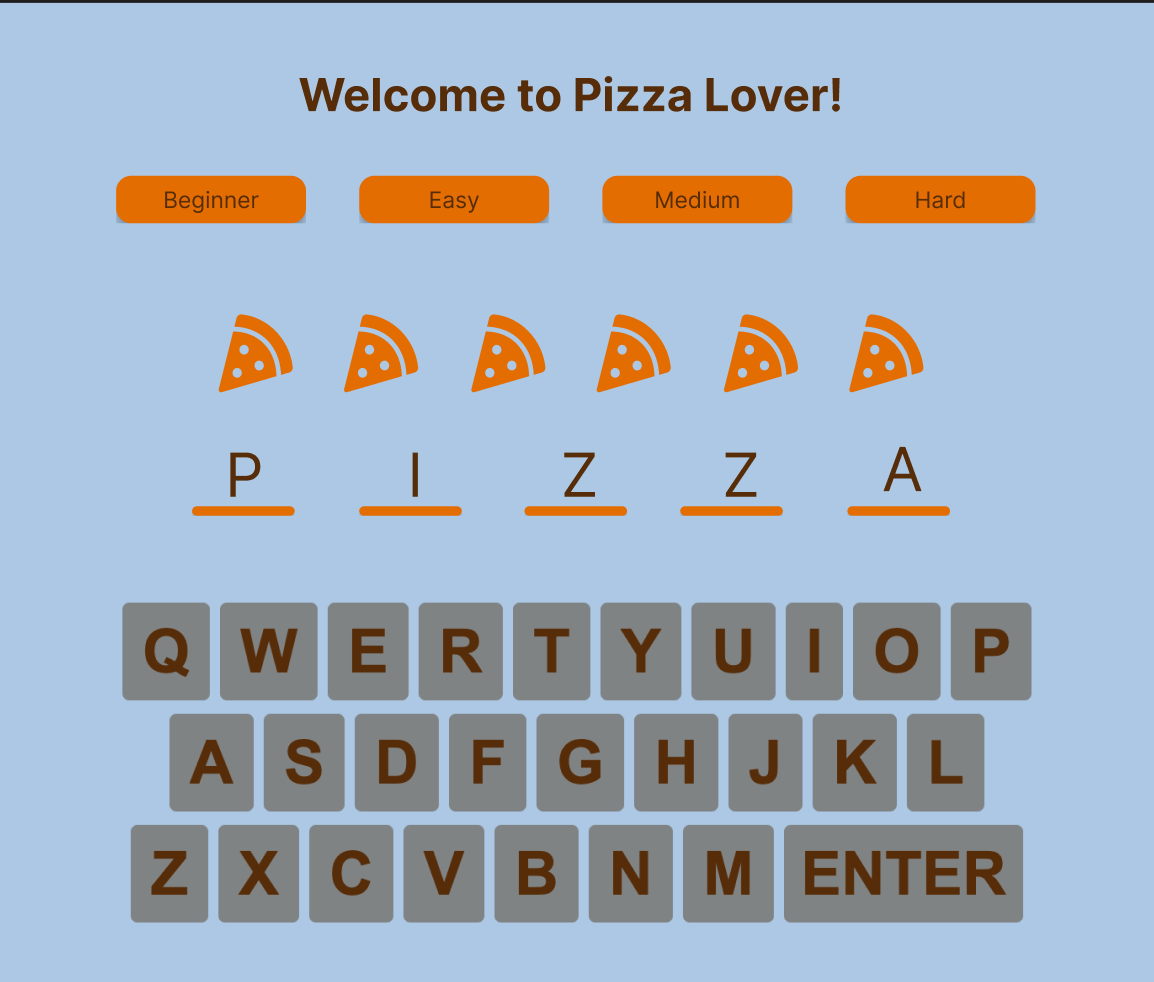 Welcome to Pizza Lover!
Beginner Easy Medium Hard
P I Z Z A
Q W E R T Y U I O P
A S D F G H J K L
Z X C V B N M ENTER